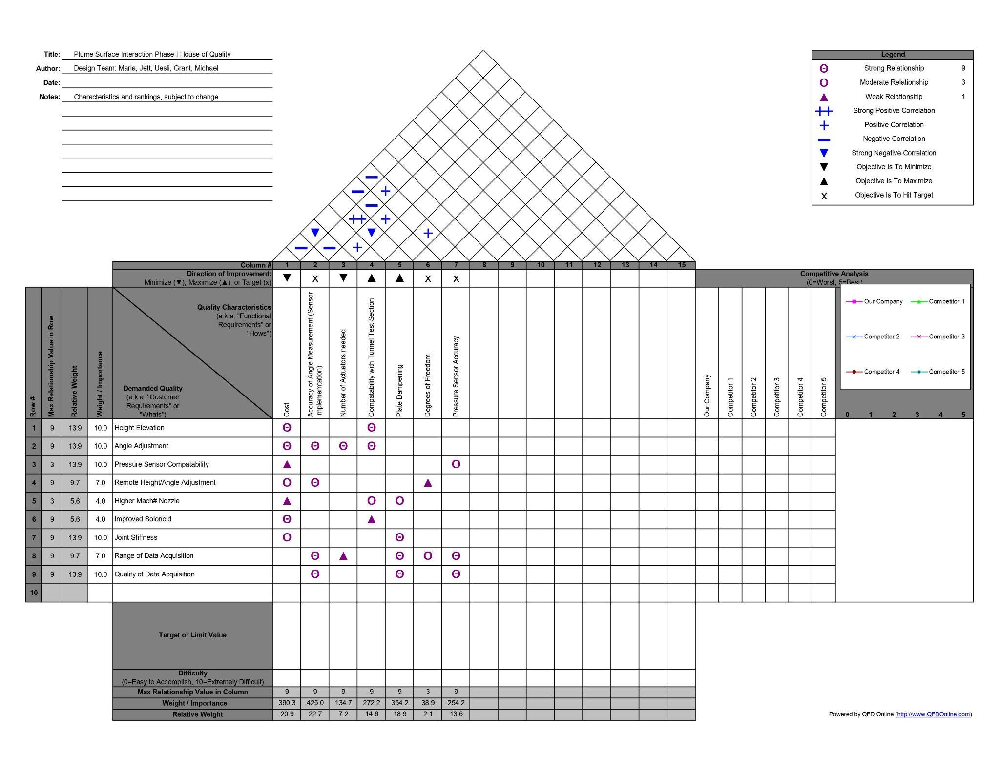 Title: Plume Surface Interaction Phase I House of Quality
Author: Design Team: Maria, Jett, Uesli, Grant, Michael
Date:
Notes: Characteristics and rankings, subject to change
Legend
Strong Relationship 9
Moderate Relationship 3
Weak Relationship 1
Strong Positive Correlation
Positive Correlation
Negative Correlation
Strong Negative Correlation
Objective Is To Minimize
Objective Is To Maximize
x Objective Is To Hit Target
Column # 1 2 3 4 5 6 7 8 9 10 11 12 13 14 15
Direction of Improvement:
Minimize (▼), Maximize (▲), or Target (x) ▼ x ▼ ▲ ▲ x x
Competitive Analysis
(0=Worst, 5=Best)
Row #
Max Relationship Value in Row
Relative Weight
Weight / Importance
Quality Characteristics
(a.k.a. "Functional
Requirements" or
"Hows")
Demanded Quality
(a.k.a. "Customer
Requirements" or
"Whats")
Cost
Accuracy of Angle Measurement (Sensor
Implememtation)
Number of Actuators needed
Compatability with Tunnel Test Section
Plate Dampening
Degrees of Freedom
Pressure Sensor Accuracy
Our Company
Competitor 1
Competitor 2
Competitor 3
Competitor 4
Competitor 5
Our Company Competitor 1
Competitor 2 Competitor 3
Competitor 4 Competitor 5
0 1 2 3 4 5
1 9 13.9 10.0 Height Elevation Θ Θ
2 9 13.9 10.0 Angle Adjustment Θ Θ Θ Θ
3 3 13.9 10.0 Pressure Sensor Compatability ▲ Ο
4 9 9.7 7.0 Remote Height/Angle Adjustment Ο Θ ▲
5 3 5.6 4.0 Higher Mach# Nozzle ▲ Ο Ο
6 9 5.6 4.0 Improved Solonoid Θ ▲
7 9 13.9 10.0 Joint Stiffness Ο Θ
8 9 9.7 7.0 Range of Data Acquisition Θ ▲ Θ Ο Θ
9 9 13.9 10.0 Quality of Data Acquisition Θ Θ Θ
10
Target or Limit Value
Difficulty
(0=Easy to Accomplish, 10=Extremely Difficult)
Max Relationship Value in Column 9 9 9 9 9 3 9
Weight / Importance 390.3 425.0 134.7 272.2 354.2 38.9 254.2
Relative Weight 20.9 22.7 7.2 14.6 18.9 2.1 13.6
Powered by QFD Online (http://www.QFDOnline.com)